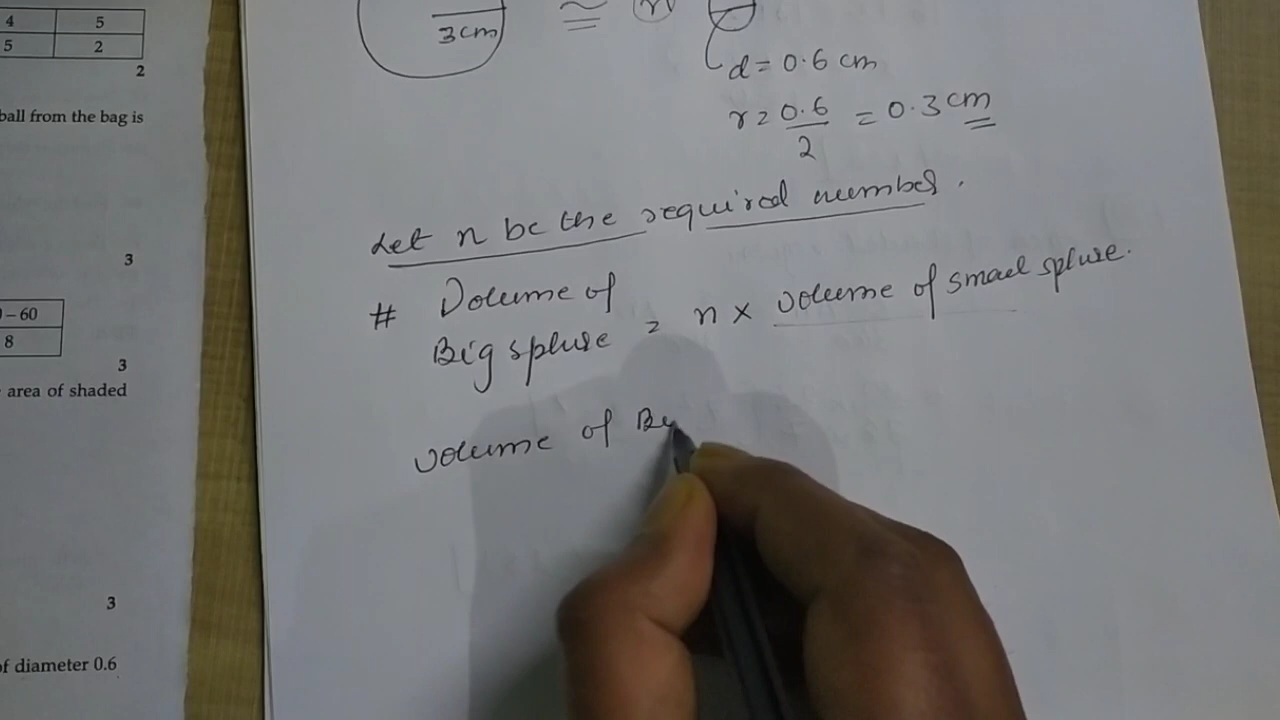 4 5
5 2
2
ball from the bag is
3
– 60
8
3
area of shaded
3
of diameter 0.6
3cm
≅ n
d = 0.6 cm
r = 0.6/2 = 0.3 cm
Let n be the required number.
# Volume of
Big sphere = n × volume of small sphere.
volume of Big